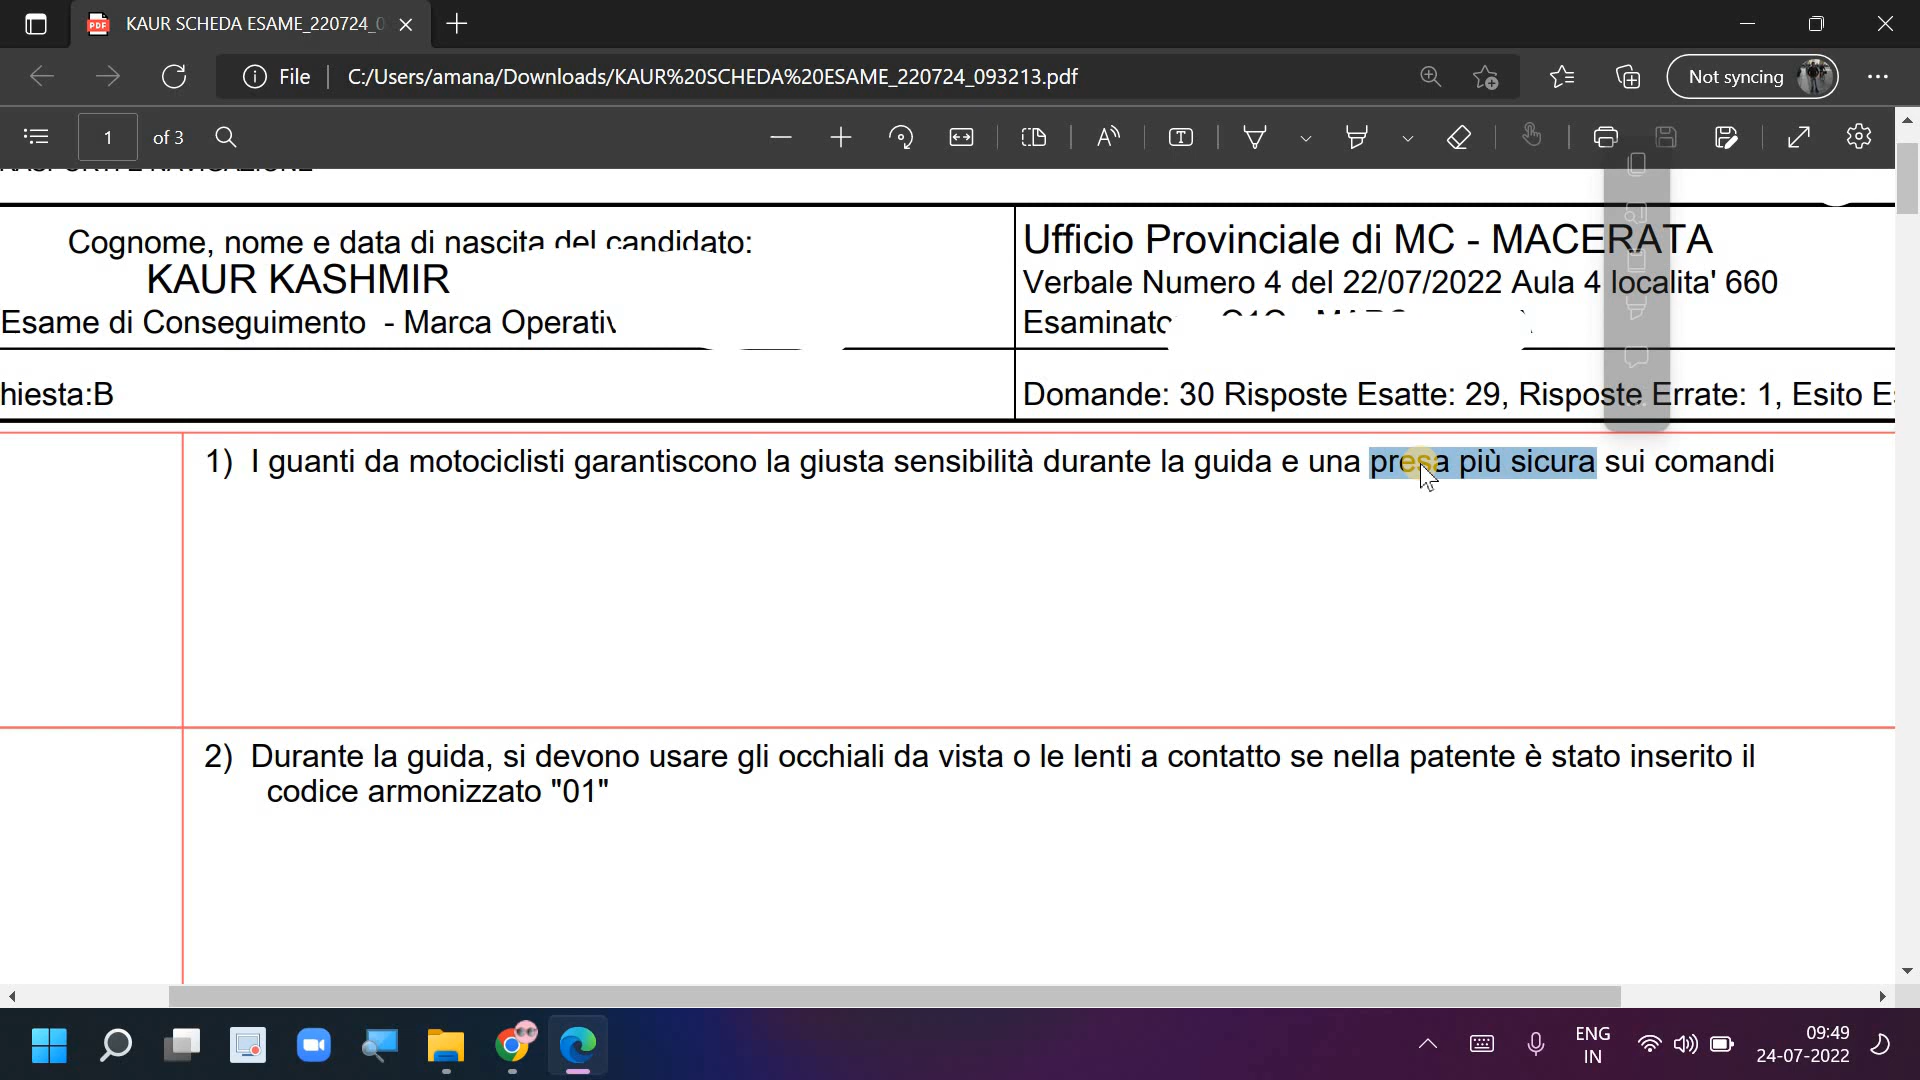 KAUR SCHEDA ESAME_220724_0
File
C:/Users/amana/Downloads/KAUR%20SCHEDA%20ESAME_220724_093213.pdf
Not syncing
1 of 3
Cognome, nome e data di nascita del candidato:
KAUR KASHMIR
Esame di Conseguimento - Marca Operativ
Ufficio Provinciale di MC - MACERATA
Verbale Numero 4 del 22/07/2022 Aula 4 localita' 660
Esaminato
hiesta:B
Domande: 30 Risposte Esatte: 29, Risposte Errate: 1, Esito E
1) I guanti da motociclisti garantiscono la giusta sensibilità durante la guida e una presa più sicura sui comandi
2) Durante la guida, si devono usare gli occhiali da vista o le lenti a contatto se nella patente è stato inserito il
codice armonizzato "01"
ENG
IN
09:49
24-07-2022